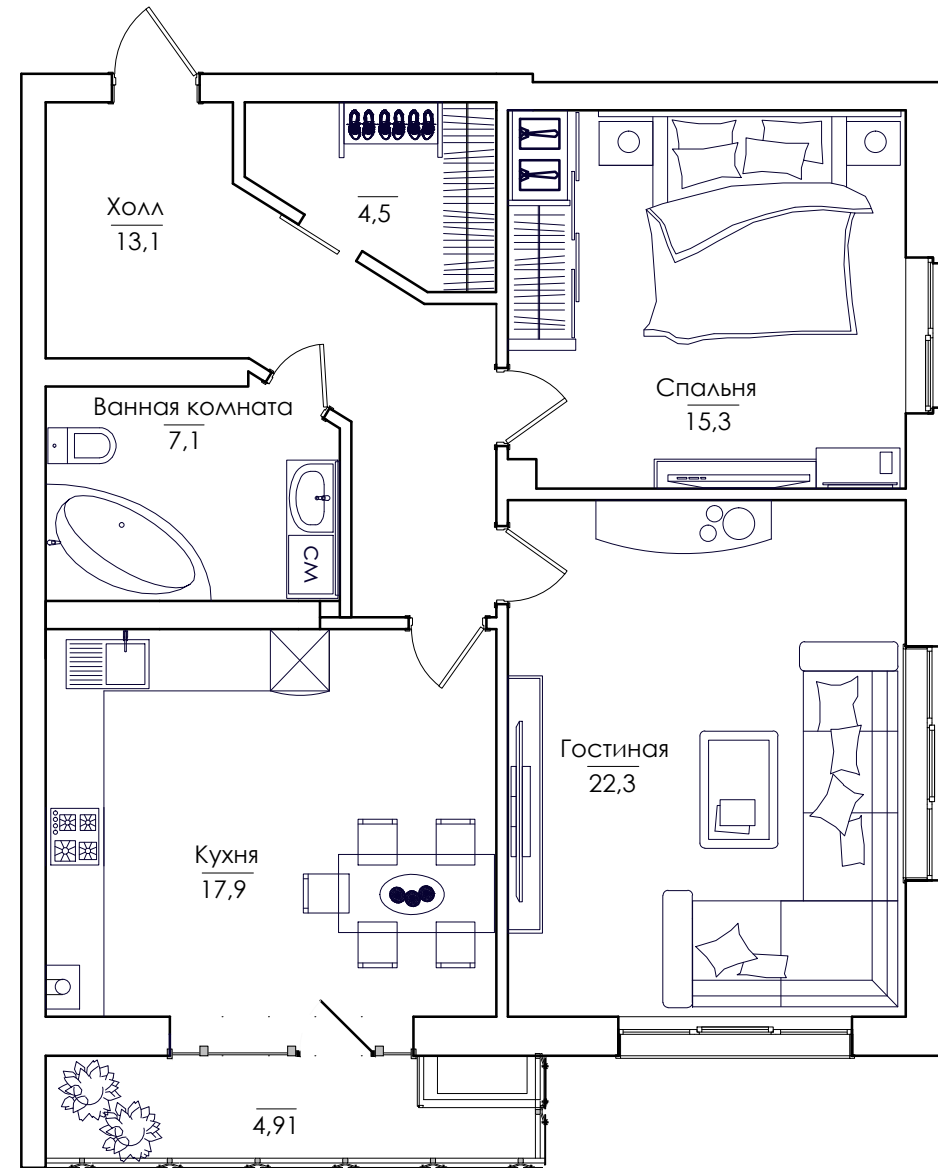 Холл
13,1
4,5
Спальня
15,3
Ванная комната
7,1
СМ
Гостиная
22,3
Кухня
17,9
4,91